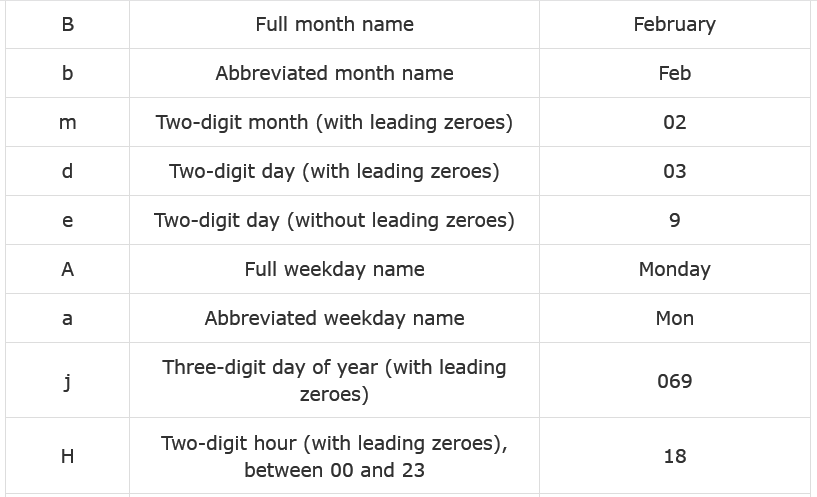 B Full month name February
b Abbreviated month name Feb
m Two-digit month (with leading zeroes) 02
d Two-digit day (with leading zeroes) 03
e Two-digit day (without leading zeroes) 9
A Full weekday name Monday
a Abbreviated weekday name Mon
j Three-digit day of year (with leading
zeroes) 069
H Two-digit hour (with leading zeroes),
between 00 and 23 18